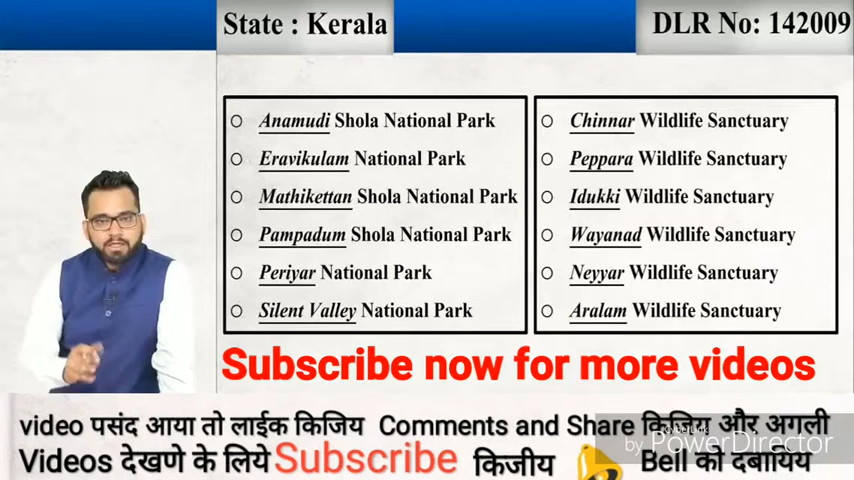 State : Kerala
DLR No: 142009
Anamudi Shola National Park
Eravikulam National Park
Mathikettan Shola National Park
Pampadum Shola National Park
Periyar National Park
Silent Valley National Park
Chinnar Wildlife Sanctuary
Peppara Wildlife Sanctuary
Idukki Wildlife Sanctuary
Wayanad Wildlife Sanctuary
Neyyar Wildlife Sanctuary
Aralam Wildlife Sanctuary
Subscribe now for more videos
video पसंद आया तो लाईक किजिय Comments and Share किजिय और अगली
Videos देखणे के लिये Subscribe किजीय Bell को दबायिय
by PowerDirector